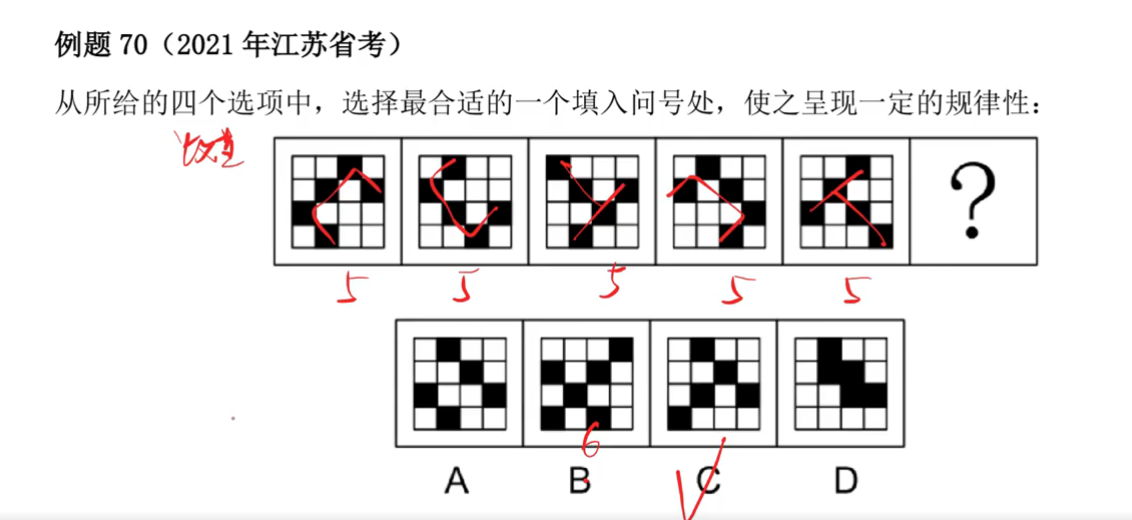 例题 70（2021 年江苏省考）
从所给的四个选项中，选择最合适的一个填入问号处，使之呈现一定的规律性：
?
5 5 5 5 5
6
A B C D